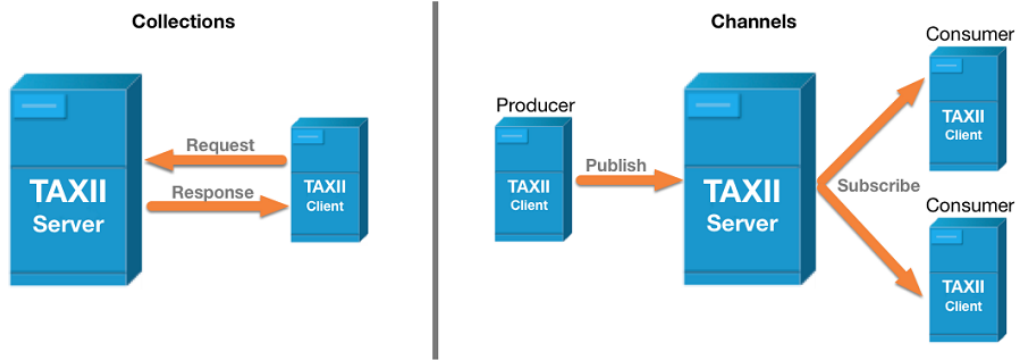 Collections
TAXII
Server
Request
Response
TAXII
Client
Channels
Producer
TAXII
Client
Publish
TAXII
Server
Subscribe
Consumer
TAXII
Client
Consumer
TAXII
Client